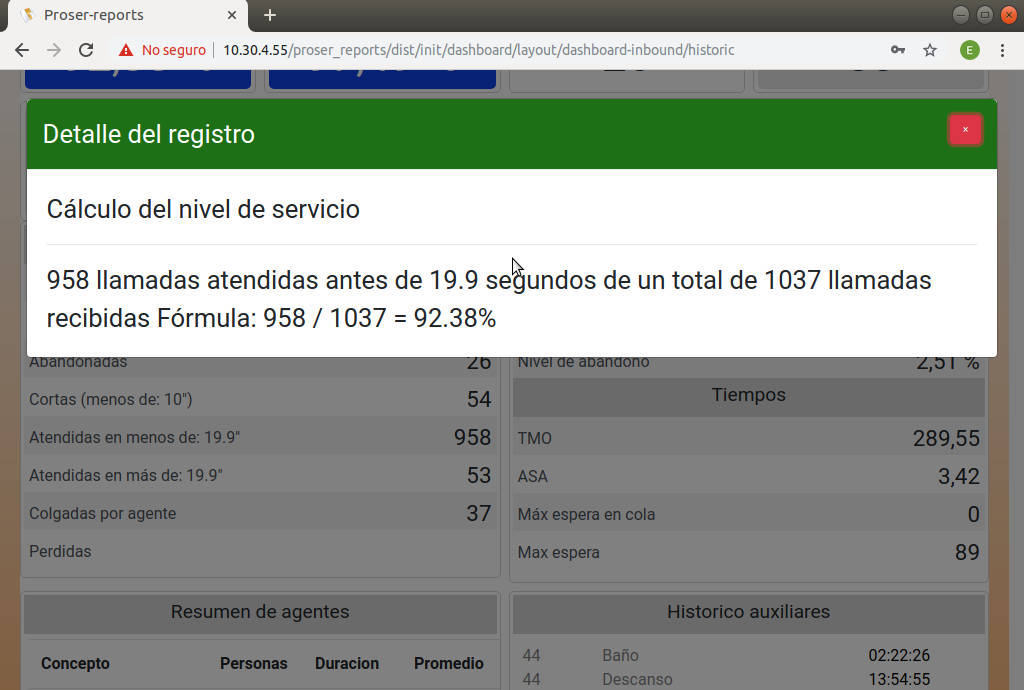 Proser-reports
No seguro
10.30.4.55/proser_reports/dist/init/dashboard/layout/dashboard-inbound/historic
E
Detalle del registro
×
Cálculo del nivel de servicio
958 llamadas atendidas antes de 19.9 segundos de un total de 1037 llamadas
recibidas Fórmula: 958 / 1037 = 92.38%
Abandonadas 26
Cortas (menos de: 10") 54
Atendidas en menos de: 19.9" 958
Atendidas en más de: 19.9" 53
Colgadas por agente 37
Perdidas
Nivel de abandono 2,51 %
Tiempos
TMO 289,55
ASA 3,42
Máx espera en cola 0
Max espera 89
Resumen de agentes
Concepto Personas Duracion Promedio
Historico auxiliares
44 Baño 02:22:26
44 Descanso 13:54:55